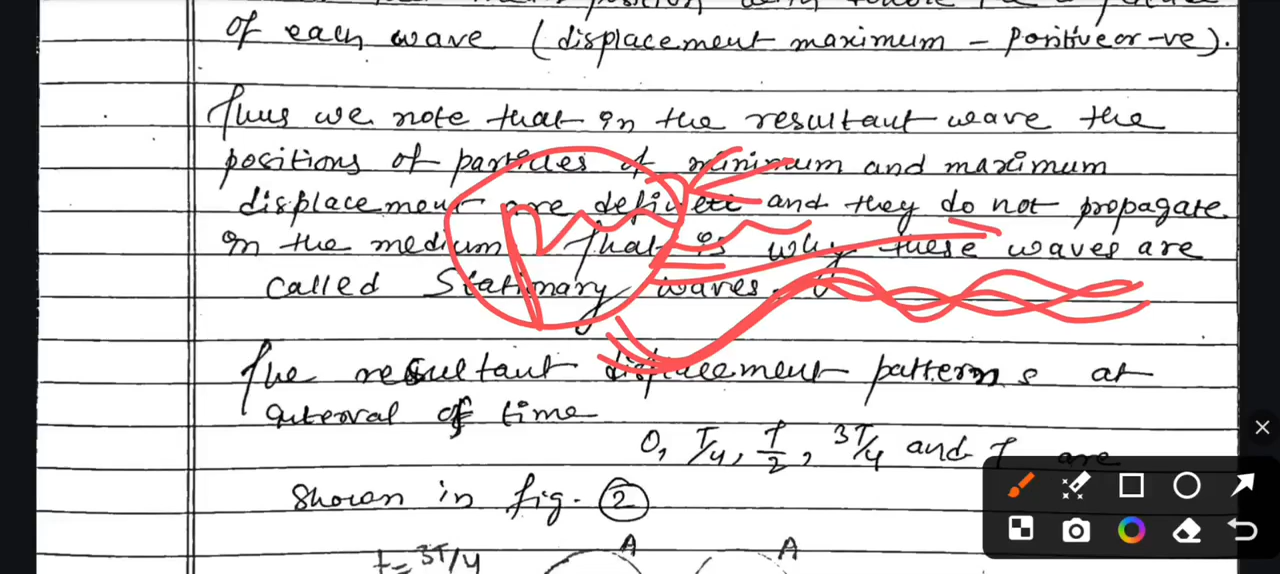 of each wave (displacement maximum - positive or -ve).
Thus we note that in the resultant wave the
positions of particles of minimum and maximum
displacement are definete and they do not propagate
in the medium. That is why these waves are
called Stationary waves.
The resultant displacement patterns at
interval of time
0, T/4, T/2, 3T/4 and T are
shown in fig. 2
t = 3T/4 A A